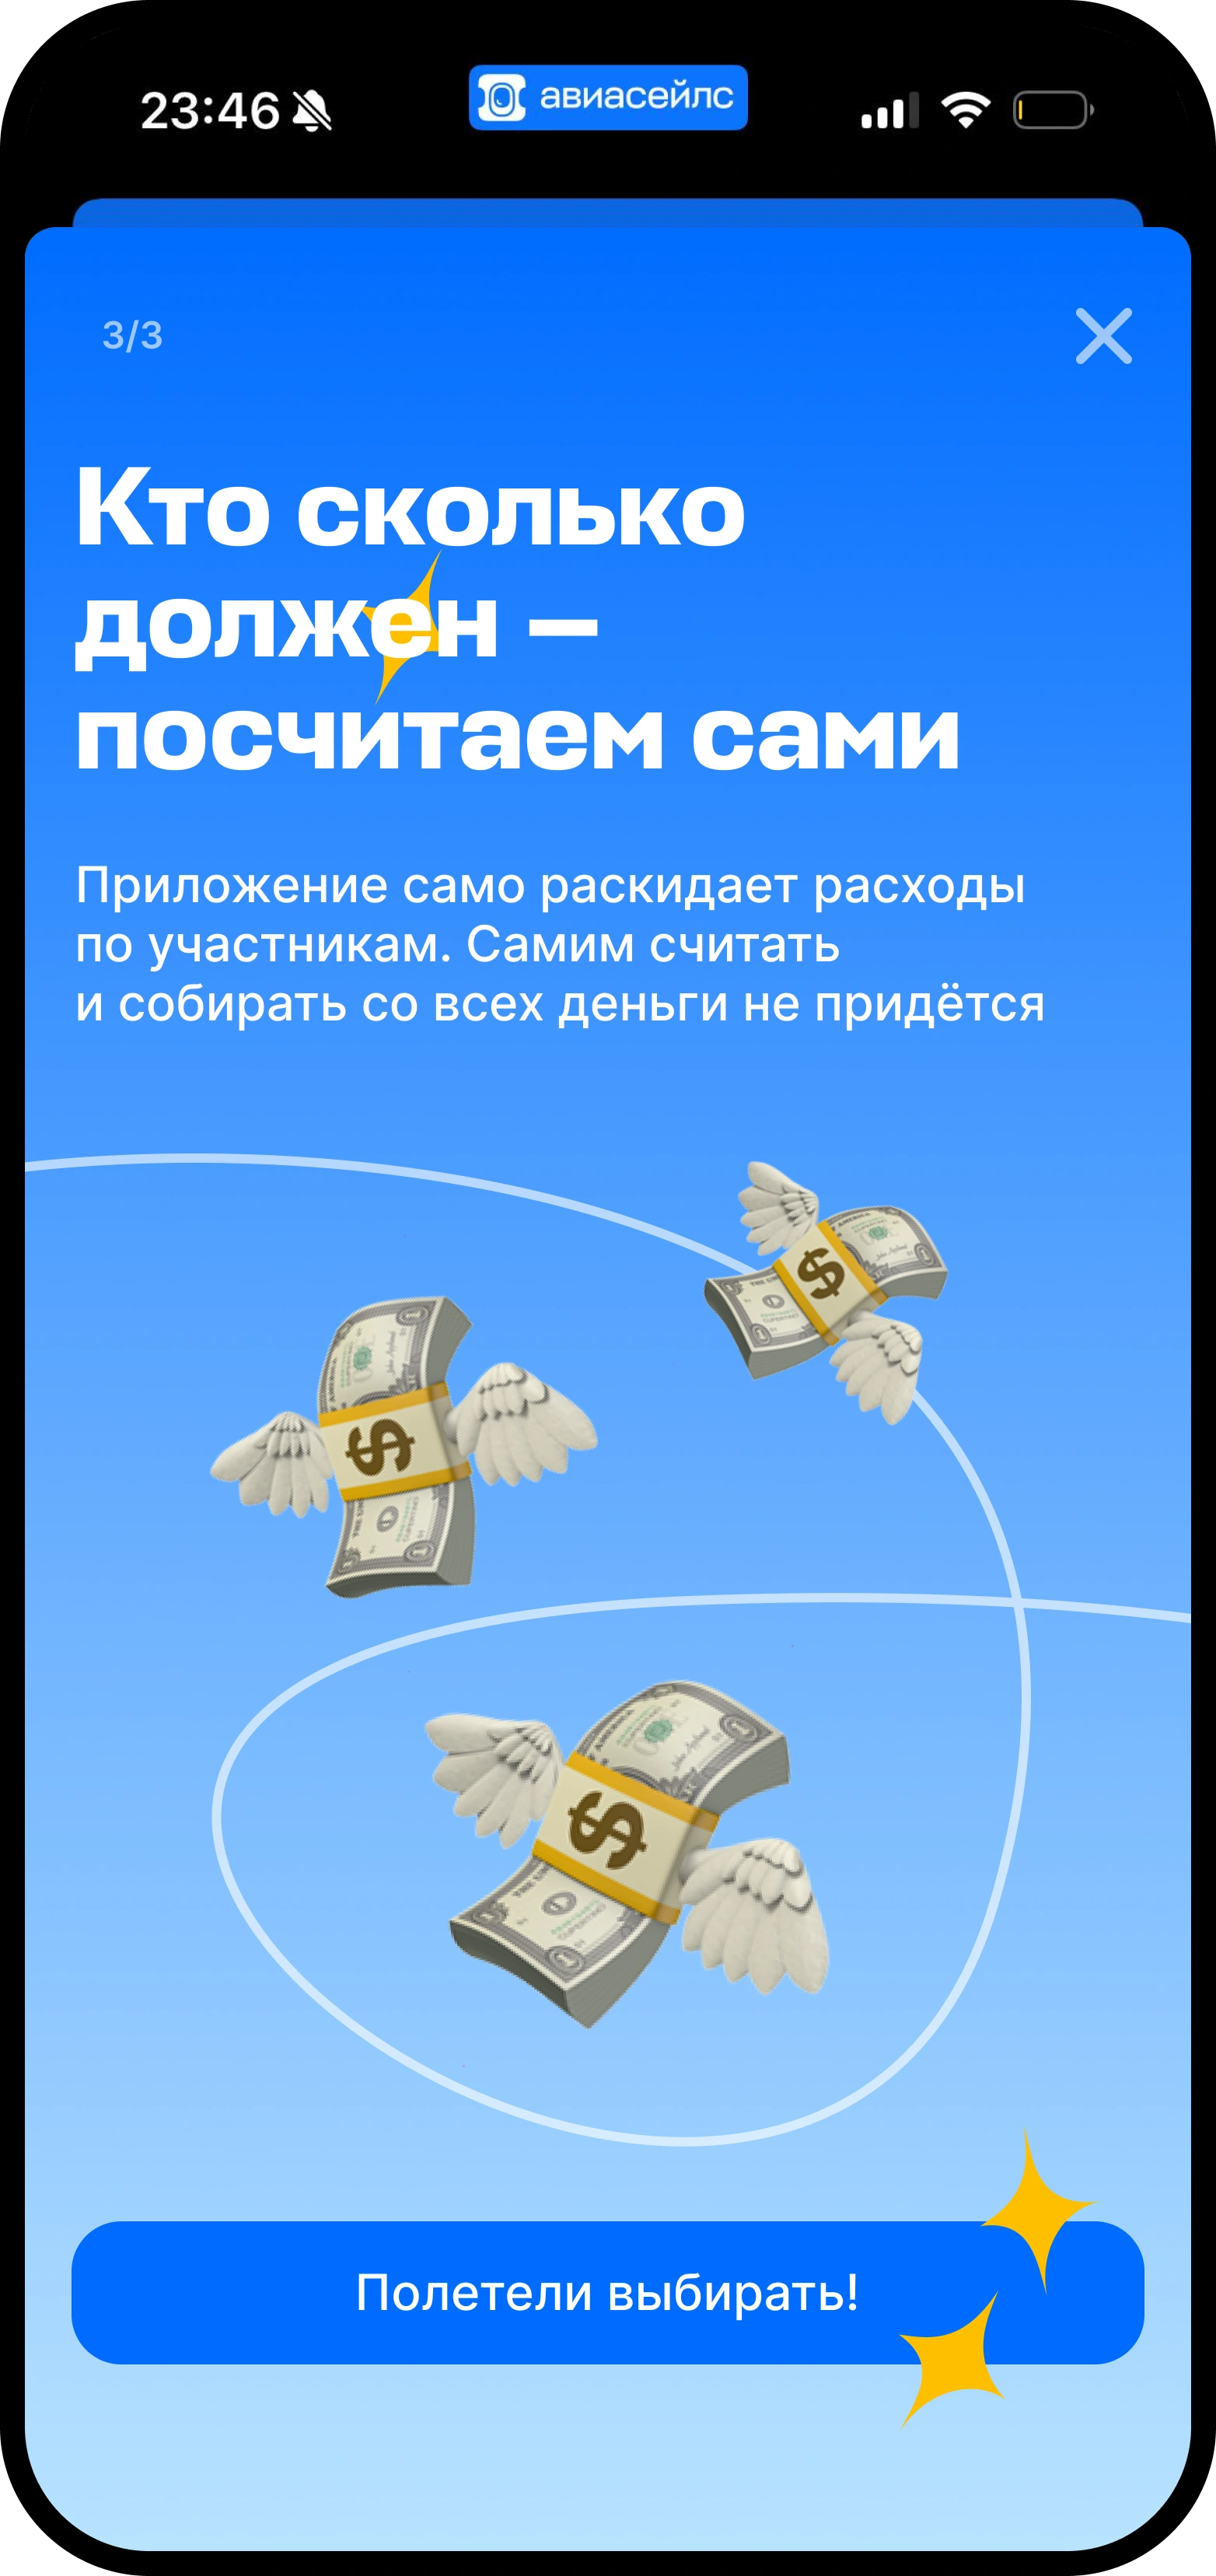 23:46
авиасейлс
3/3
Кто сколько
должен –
посчитаем сами
Приложение само раскидает расходы
по участникам. Самим считать
и собирать со всех деньги не придётся
$
$
$
Полетели выбирать!